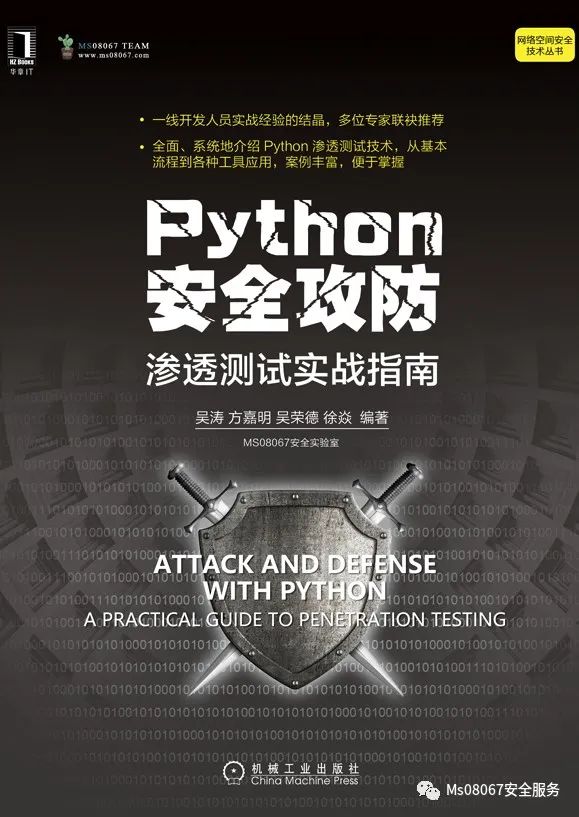 HZ Books
华章IT
MS08067 TEAM
www.ms08067.com
网络空间安全
技术丛书
• 一线开发人员实战经验的结晶，多位专家联袂推荐
• 全面、系统地介绍 Python 渗透测试技术，从基本
流程到各种工具应用，案例丰富，便于掌握
Python
安全攻防
渗透测试实战指南
吴涛 方嘉明 吴荣德 徐焱 编著
MS08067安全实验室
ATTACK AND DEFENSE
WITH PYTHON
A PRACTICAL GUIDE TO PENETRATION TESTING
机械工业出版社
China Machine Press
Ms08067安全服务